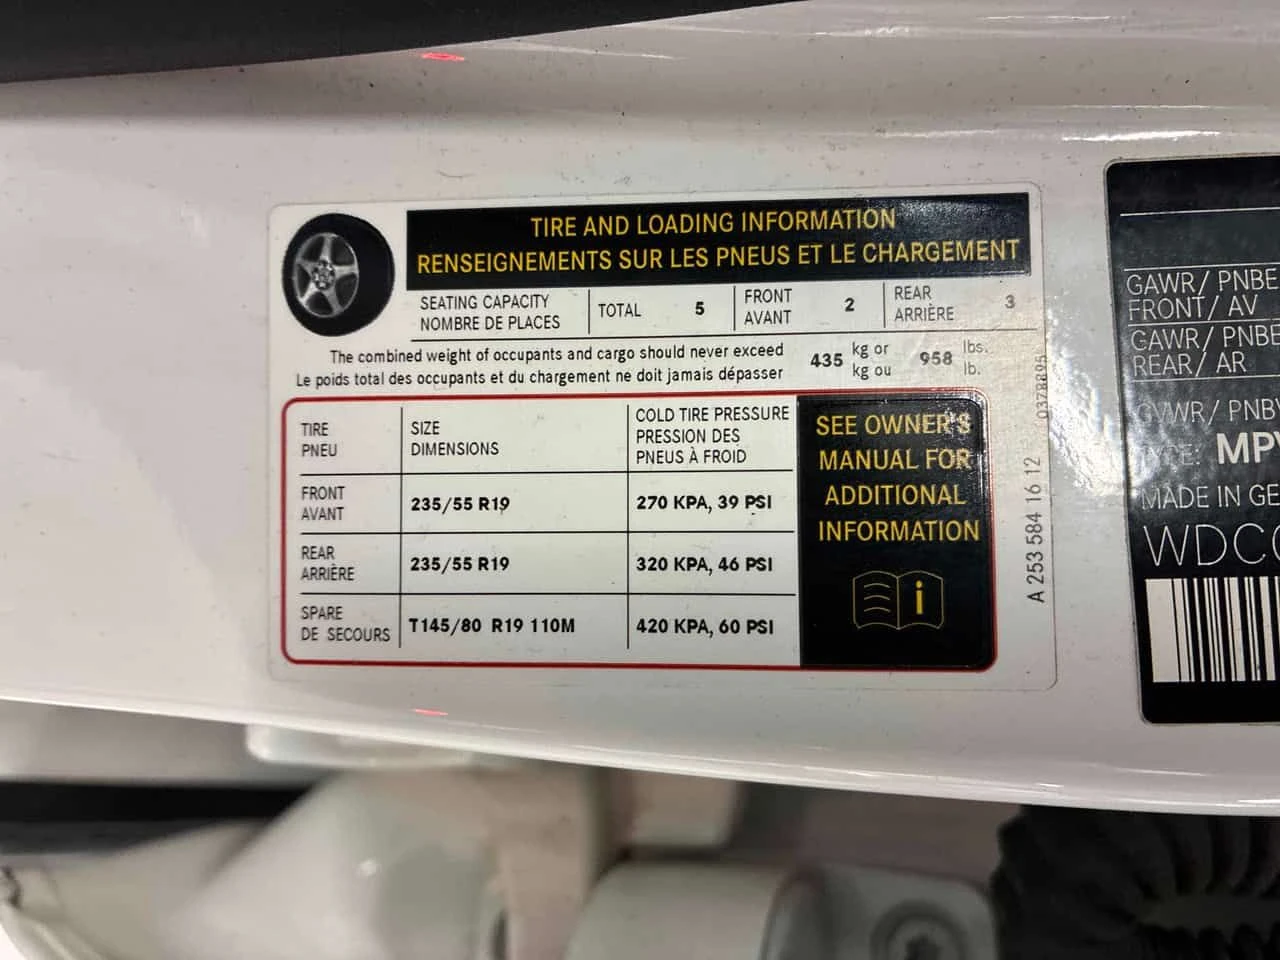 TIRE AND LOADING INFORMATION
RENSEIGNEMENTS SUR LES PNEUS ET LE CHARGEMENT
SEATING CAPACITY
NOMBRE DE PLACES
TOTAL 5
FRONT
AVANT
2
REAR
ARRIÈRE
3
The combined weight of occupants and cargo should never exceed
Le poids total des occupants et du chargement ne doit jamais dépasser
435 kg or
kg ou
958 lbs.
lb.
TIRE
PNEU
SIZE
DIMENSIONS
COLD TIRE PRESSURE
PRESSION DES
PNEUS À FROID
FRONT
AVANT
235/55 R19
270 KPA, 39 PSI
REAR
ARRIÈRE
235/55 R19
320 KPA, 46 PSI
SPARE
DE SECOURS
T145/80 R19 110M
420 KPA, 60 PSI
SEE OWNER'S
MANUAL FOR
ADDITIONAL
INFORMATION
i
A 253 584 16 12
0378895
GAWR/ PNBE
FRONT/ AV
GAWR/ PNBE
REAR/ AR
GVWR/ PNBV
MPV
MADE IN GE
WDC